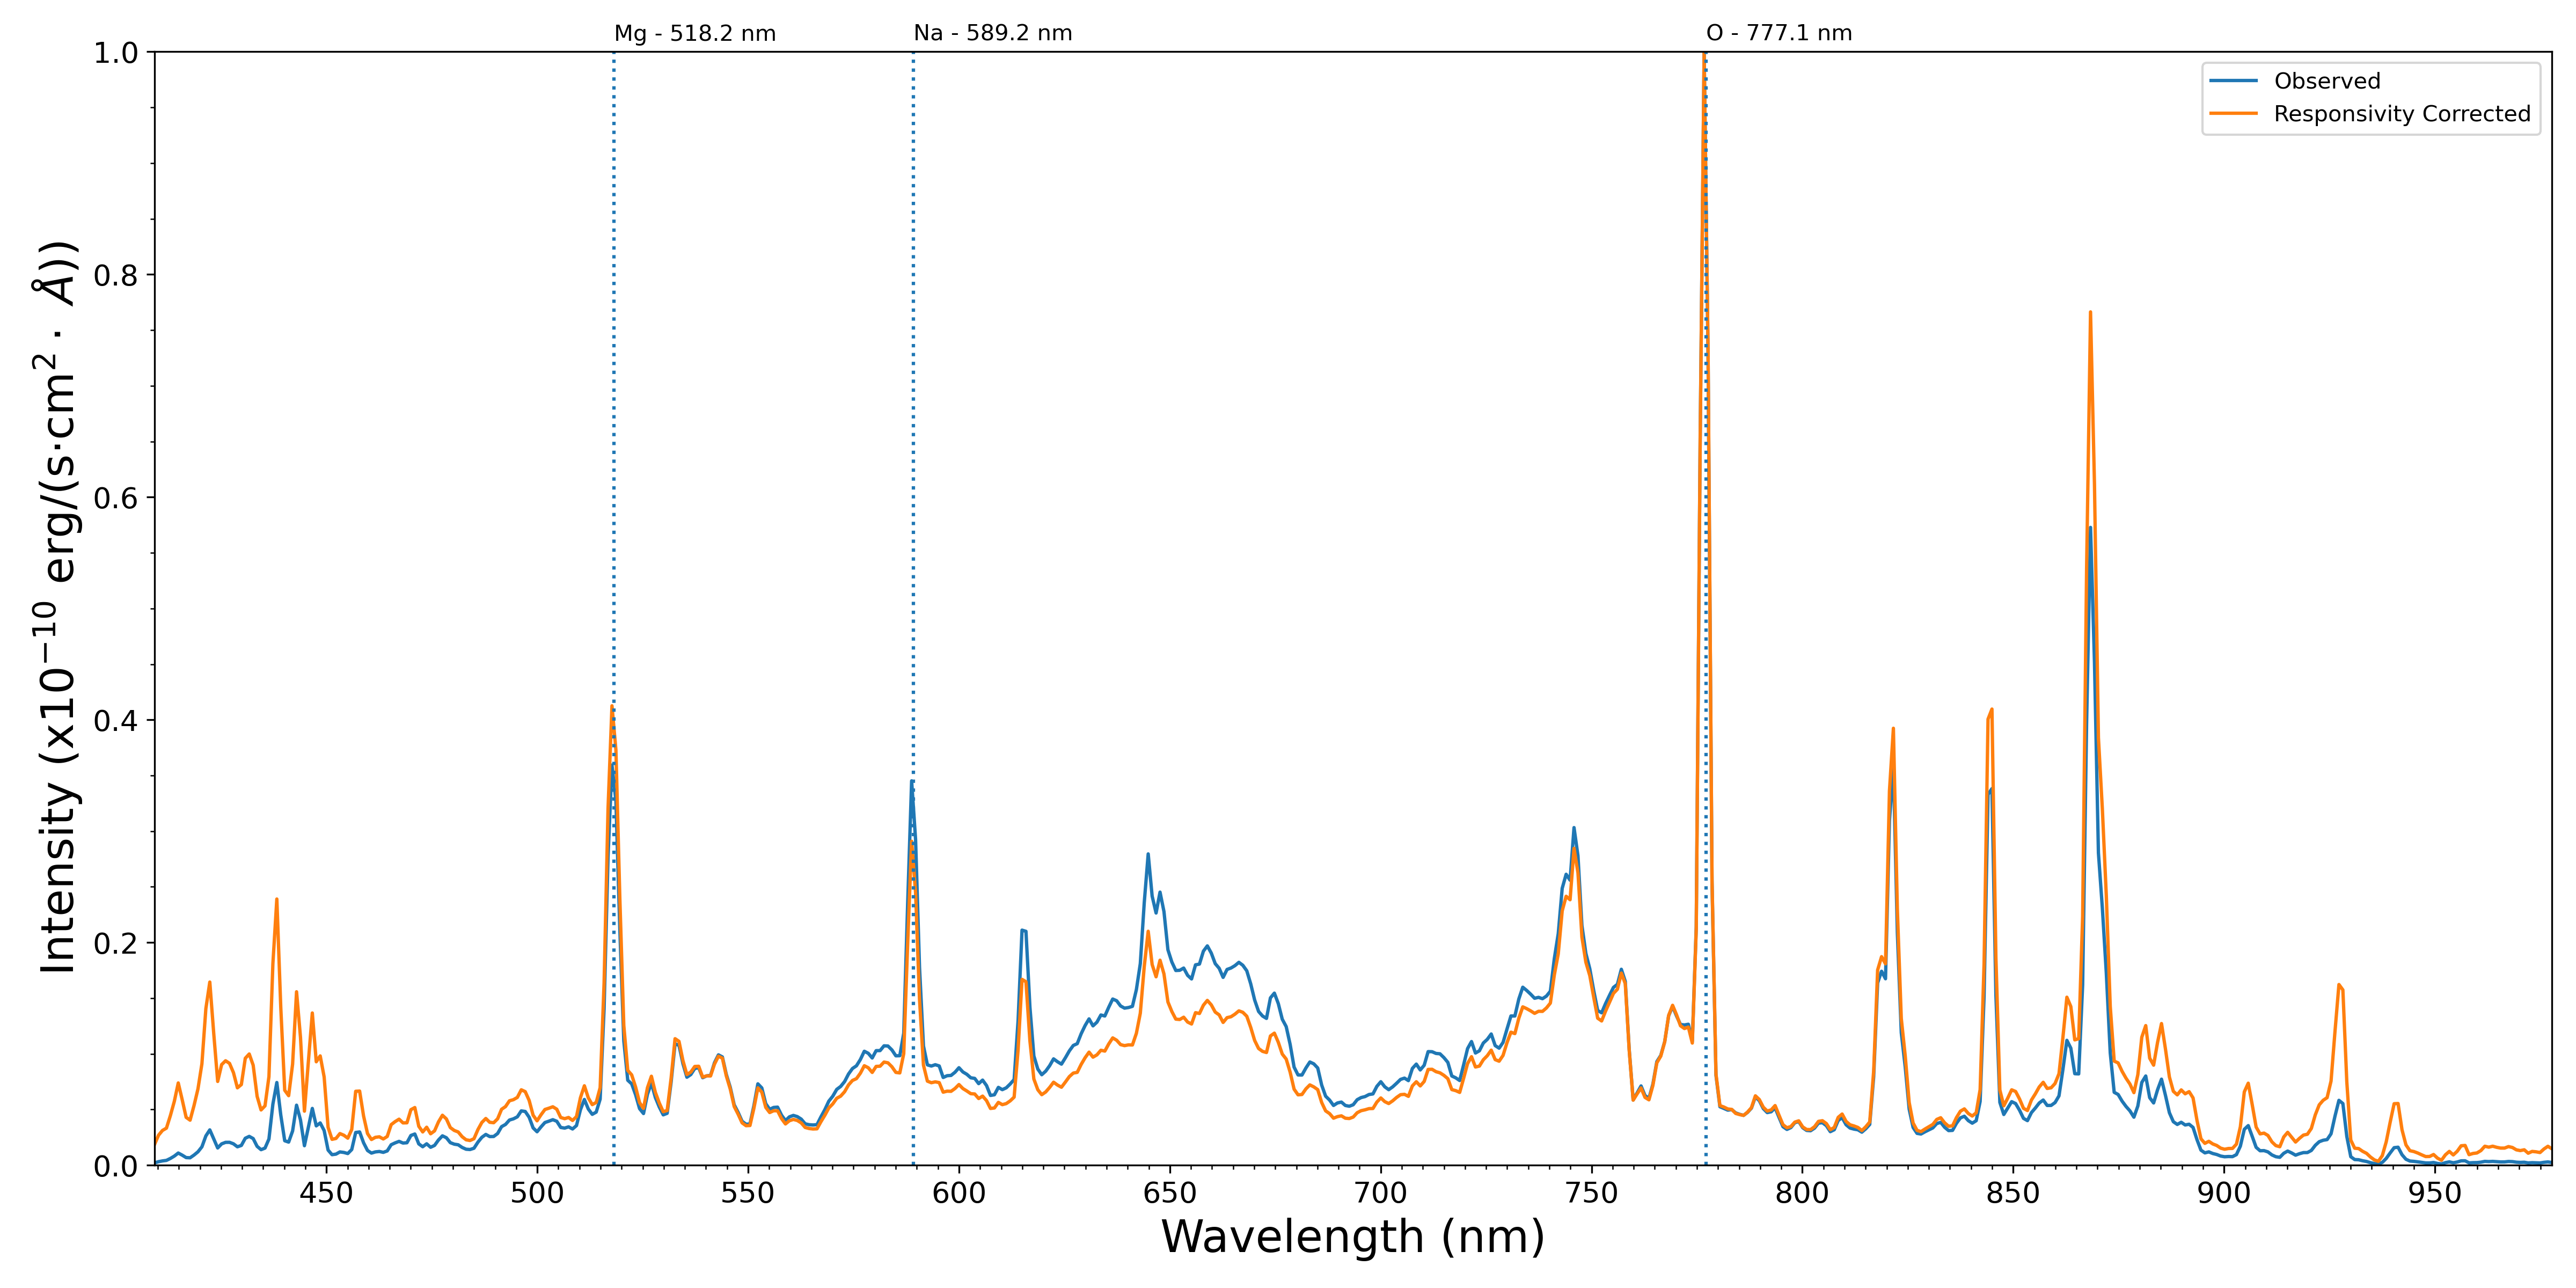 Mg - 518.2 nm
Na - 589.2 nm
O - 777.1 nm
Observed
Responsivity Corrected
1.0
0.8
0.6
0.4
0.2
0.0
Intensity (x10⁻¹⁰ erg/(s·cm² · Å))
450 500 550 600 650 700 750 800 850 900 950
Wavelength (nm)